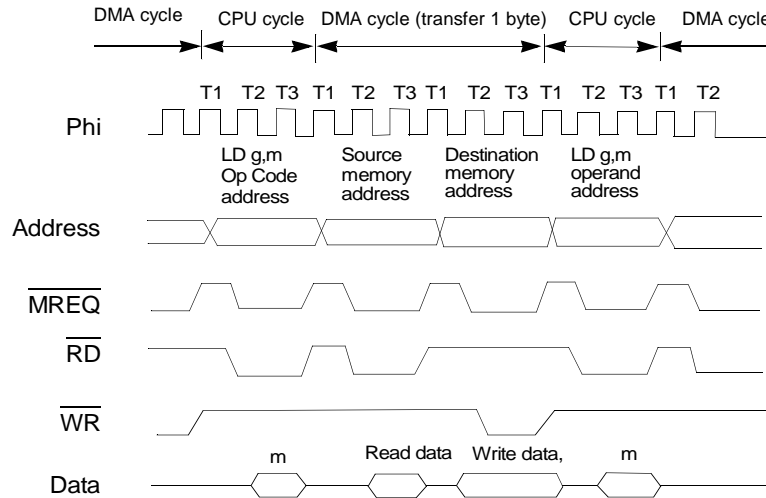 DMA cycle CPU cycle DMA cycle (transfer 1 byte) CPU cycle DMA cycle
T1 T2 T3 T1 T2 T3 T1 T2 T3 T1 T2 T3 T1 T2
Phi
LD g,m Source Destination LD g,m
Op Code memory memory operand
address address address address
Address
MREQ
RD
WR
m Read data Write data, m
Data